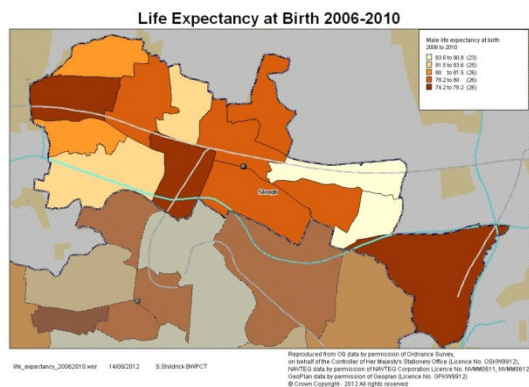 Life Expectancy at Birth 2006-2010
Male life expectancy at birth
2006 to 2010
83.6 to 90.8 (23)
81.5 to 83.6 (25)
80 to 81.5 (26)
78.2 to 80 (26)
74.2 to 78.2 (26)
Slough
life_expectancy_20062010.wor 14/08/2012 S.Shildrick.BWPCT
Reproduced from OS data by permission of Ordnance Survey,
on behalf of the Controller of Her Majesty's Stationery Office (Licence No.
NAVTEQ data by permission of NAVTEQ Corporation Licence No.
GeoPlan data by permission of Geoplan (Licence No.
© Crown Copyright - 2012 All rights reserved